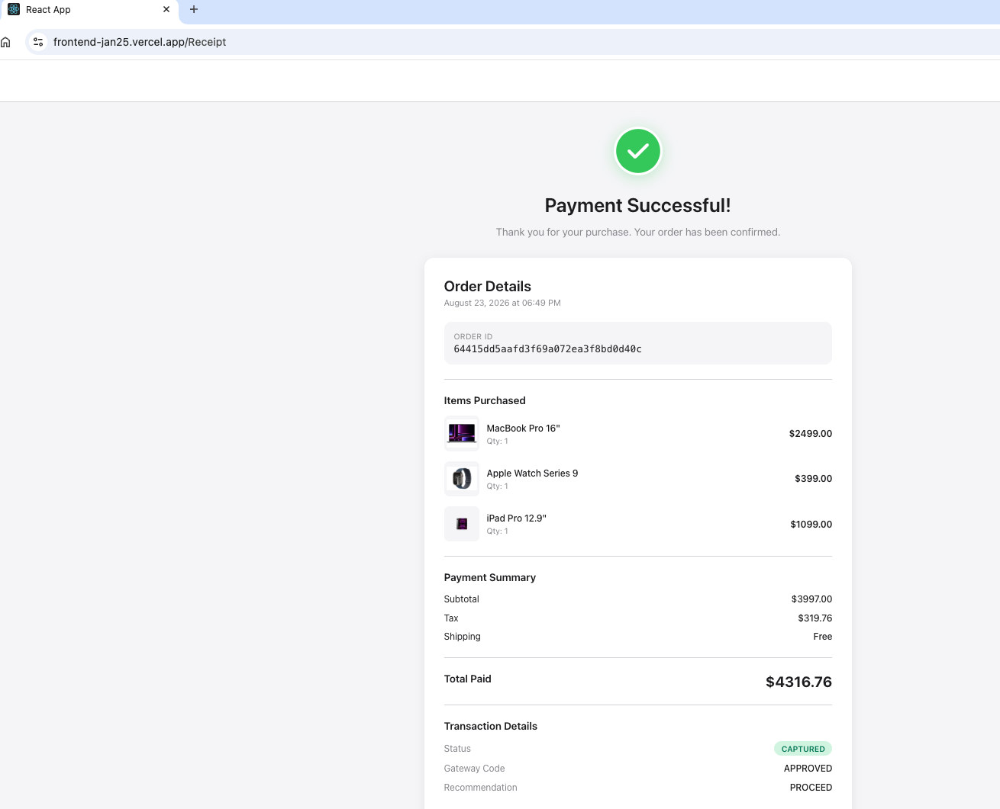 React App
frontend-jan25.vercel.app/Receipt
Payment Successful!
Thank you for your purchase. Your order has been confirmed.
Order Details
August 23, 2026 at 06:49 PM
ORDER ID
64415dd5aafd3f69a072ea3f8bd0d40c
Items Purchased
MacBook Pro 16"
Qty: 1
$2499.00
Apple Watch Series 9
Qty: 1
$399.00
iPad Pro 12.9"
Qty: 1
$1099.00
Payment Summary
Subtotal $3997.00
Tax $319.76
Shipping Free
Total Paid $4316.76
Transaction Details
Status CAPTURED
Gateway Code APPROVED
Recommendation PROCEED